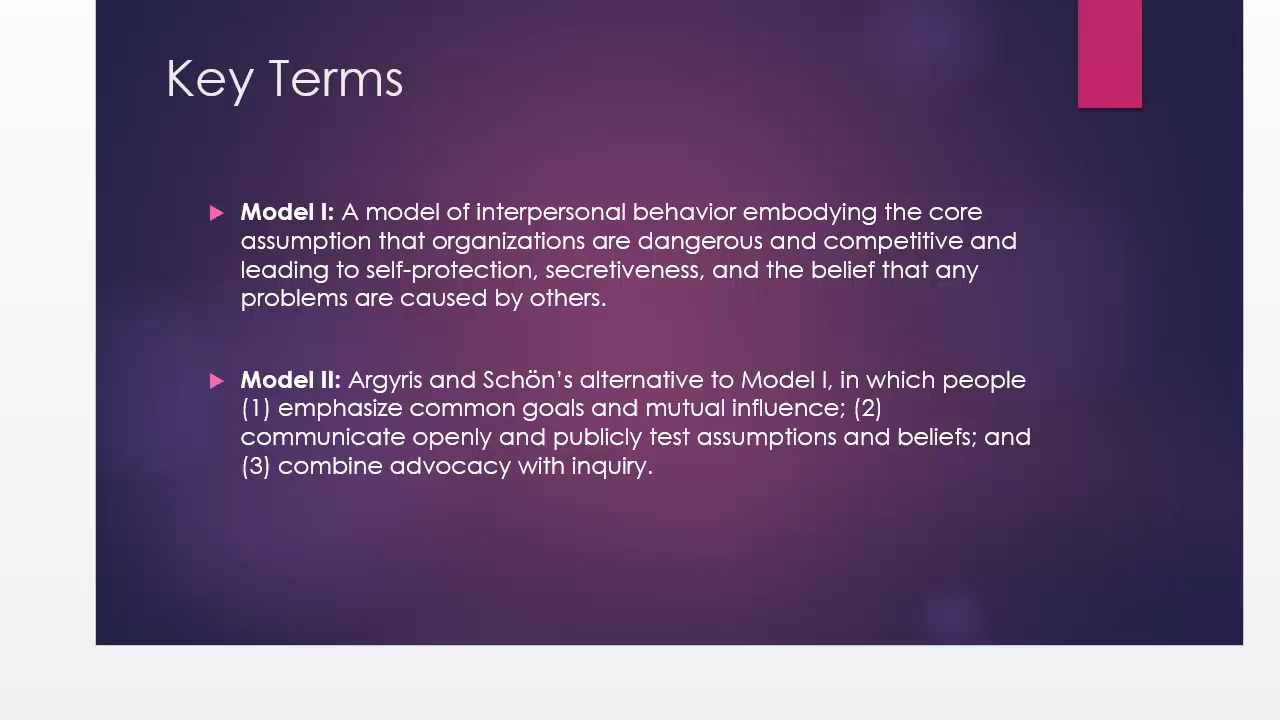 Key Terms
Model I: A model of interpersonal behavior embodying the core
assumption that organizations are dangerous and competitive and
leading to self-protection, secretiveness, and the belief that any
problems are caused by others.
Model II: Argyris and Schön’s alternative to Model I, in which people
(1) emphasize common goals and mutual influence; (2)
communicate openly and publicly test assumptions and beliefs; and
(3) combine advocacy with inquiry.